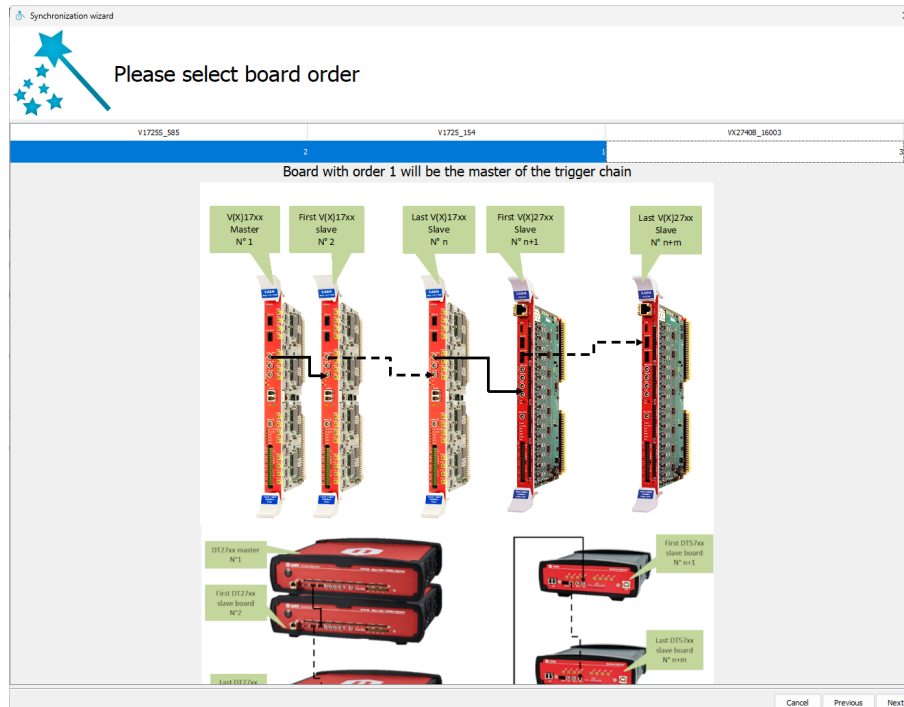 Synchronization wizard
Please select board order
V1725S_585
V1725_154
VX2740B_16003
2
1
3
Board with order 1 will be the master of the trigger chain
V(X)17xx
Master
N° 1
First V(X)17xx
slave
N° 2
Last V(X)17xx
Slave
N° n
First V(X)27xx
Slave
N° n+1
Last V(X)27xx
Slave
N° n+m
DT27xx master
N°1
First DT27xx
slave board
N°2
Last DT27xx
First DT57xx
slave board
N° n+1
Last DT57xx
slave board
N° n+m
Cancel
Previous
Next